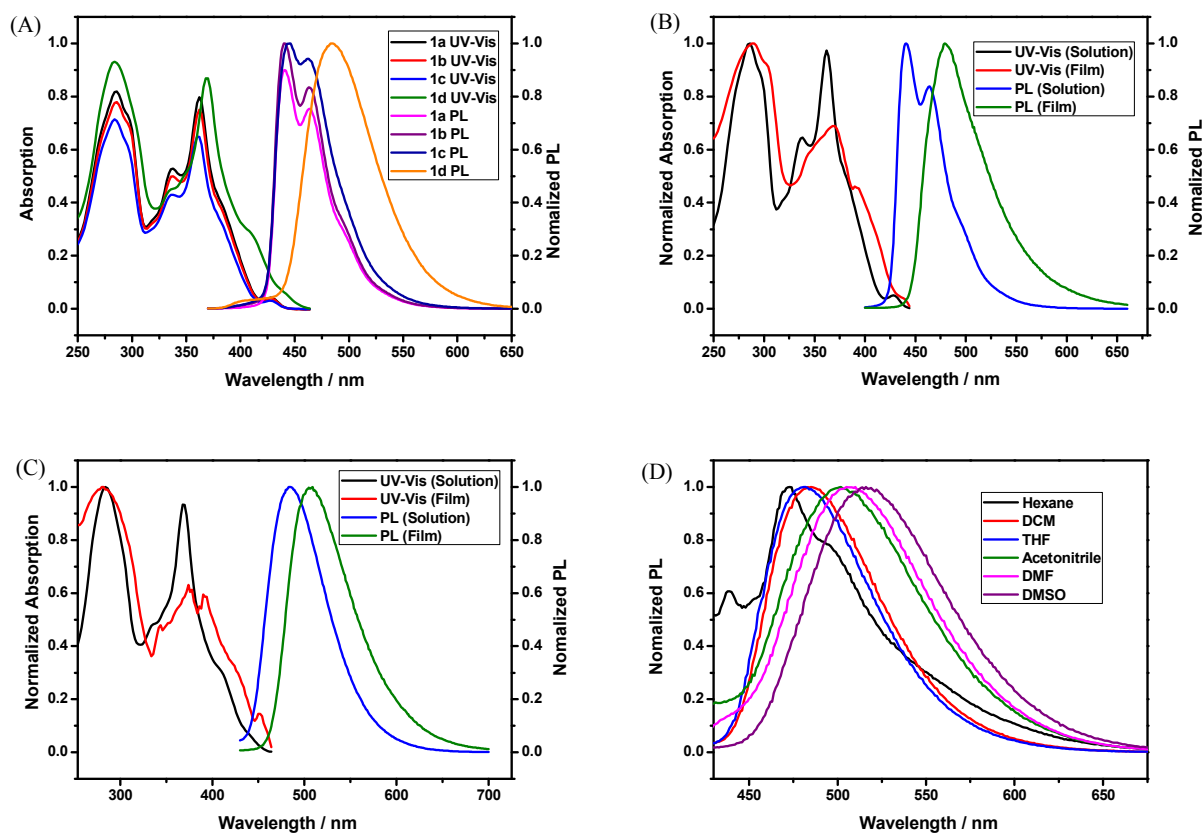 (A)
Absorption
1.0
0.8
0.6
0.4
0.2
0.0
1a UV-Vis
1b UV-Vis
1c UV-Vis
1d UV-Vis
1a PL
1b PL
1c PL
1d PL
1.0
0.8
0.6
0.4
0.2
0.0
Nomalized PL
250 300 350 400 450 500 550 600 650
Wavelength / nm
(B)
Normalized Absorption
1.0
0.8
0.6
0.4
0.2
0.0
UV-Vis (Solution)
UV-Vis (Film)
PL (Solution)
PL (Film)
1.0
0.8
0.6
0.4
0.2
0.0
Nomalized PL
250 300 350 400 450 500 550 600 650
Wavelength / nm
(C)
Normalized Absorption
1.0
0.8
0.6
0.4
0.2
0.0
UV-Vis (Solution)
UV-Vis (Film)
PL (Solution)
PL (Film)
1.0
0.8
0.6
0.4
0.2
0.0
Nomalized PL
300 400 500 600 700
Wavelength / nm
(D)
Nomalized PL
1.0
0.8
0.6
0.4
0.2
0.0
Hexane
DCM
THF
Acetonitrile
DMF
DMSO
450 500 550 600 650
Wavelength / nm